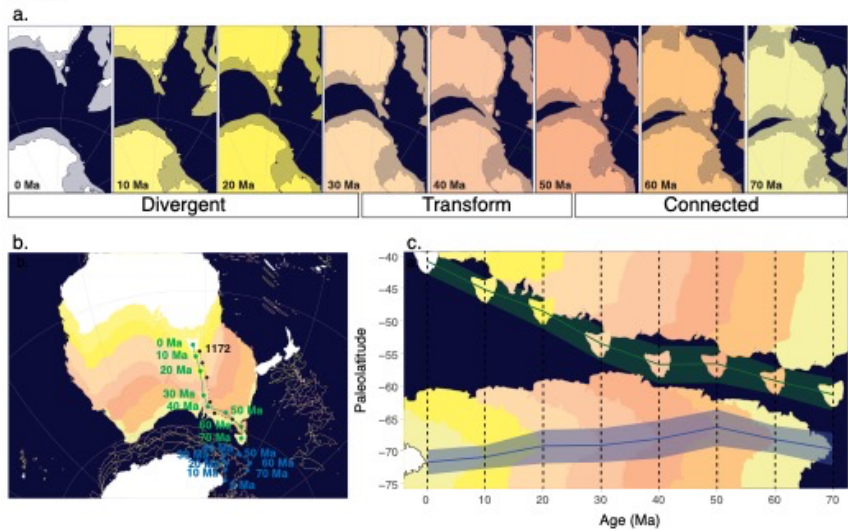 a.
0 Ma
10 Ma
20 Ma
30 Ma
40 Ma
50 Ma
60 Ma
70 Ma
Divergent
Transform
Connected
b.
0 Ma
10 Ma
20 Ma
30 Ma
40 Ma
50 Ma
60 Ma
70 Ma
1172
50 Ma
60 Ma
70 Ma
20 Ma
10 Ma
c.
Paleolatitude
−40
−45
−50
−55
−60
−65
−70
−75
0
10
20
30
40
50
60
70
Age (Ma)